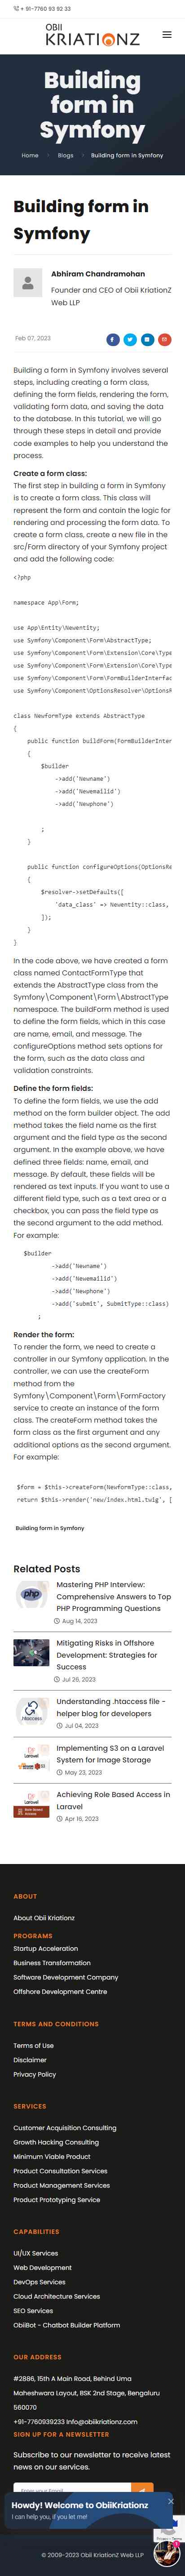 + 91-7760 93 92 33
OBII
KRIATIONZ
Building
form in
Symfony
Home
Blogs
Building form in Symfony
Building form in
Symfony
Abhiram Chandramohan
Founder and CEO of Obii KriationZ
Web LLP
Feb 07, 2023
Building a form in Symfony involves several
steps, including creating a form class,
defining the form fields, rendering the form,
validating form data, and saving the data
to the database. In this tutorial, we will go
through these steps in detail and provide
code examples to help you understand the
process.
Create a form class:
The first step in building a form in Symfony
is to create a form class. This class will
represent the form and contain the logic for
rendering and processing the form data. To
create a form class, create a new file in the
src/Form directory of your Symfony project
and add the following code:
<?php
namespace App\Form;
use App\Entity\Newentity;
use Symfony\Component\Form\AbstractType;
use Symfony\Component\Form\Extension\Core\Type
use Symfony\Component\Form\Extension\Core\Type
use Symfony\Component\Form\FormBuilderInterfac
use Symfony\Component\OptionsResolver\OptionsR
class NewformType extends AbstractType
{
public function buildForm(FormBuilderInter
{
$builder
->add('Newname')
->add('Newemailid')
->add('Newphone')
;
}
public function configureOptions(OptionsRe
{
$resolver->setDefaults([
'data_class' => Newentity::class,
]);
}
}
In the code above, we have created a form
class named ContactFormType that
extends the AbstractType class from the
Symfony\Component\Form\AbstractType
namespace. The buildForm method is used
to define the form fields, which in this case
are name, email, and message. The
configureOptions method sets options for
the form, such as the data class and
validation constraints.
Define the form fields:
To define the form fields, we use the add
method on the form builder object. The add
method takes the field name as the first
argument and the field type as the second
argument. In the example above, we have
defined three fields: name, email, and
message. By default, these fields will be
rendered as text inputs. If you want to use a
different field type, such as a text area or a
checkbox, you can pass the field type as
the second argument to the add method.
For example:
$builder
->add('Newname')
->add('Newemailid')
->add('Newphone')
->add('submit', SubmitType::class)
;
Render the form:
To render the form, we need to create a
controller in our Symfony application. In the
controller, we can use the createForm
method from the
Symfony\Component\Form\FormFactory
service to create an instance of the form
class. The createForm method takes the
form class as the first argument and any
additional options as the second argument.
For example:
$form = $this->createForm(NewformType::class,
return $this->render('new/index.html.twig', [
Building form in Symfony
Related Posts
Mastering PHP Interview:
Comprehensive Answers to Top
PHP Programming Questions
Aug 14, 2023
Mitigating Risks in Offshore
Development: Strategies for
Success
Jul 26, 2023
Understanding .htaccess file -
helper blog for developers
Jul 04, 2023
Implementing S3 on a Laravel
System for Image Storage
May 23, 2023
Achieving Role Based Access in
Laravel
Apr 16, 2023
ABOUT
About Obii Kriationz
PROGRAMS
Startup Acceleration
Business Transformation
Software Development Company
Offshore Development Centre
TERMS AND CONDITIONS
Terms of Use
Disclaimer
Privacy Policy
SERVICES
Customer Acquisition Consulting
Growth Hacking Consulting
Minimum Viable Product
Product Consultation Services
Product Management Services
Product Prototyping Service
CAPABILITIES
UI/UX Services
Web Development
DevOps Services
Cloud Architecture Services
SEO Services
ObiiBot - Chatbot Builder Platform
OUR ADDRESS
#2886, 15th A Main Road, Behind Uma
Maheshwara Layout, BSK 2nd Stage, Bengaluru
560070
+91-7760939233 Info@obiikriationz.com
SIGN UP FOR A NEWSLETTER
Subscribe to our newsletter to receive latest
news on our services.
Howdy! Welcome to ObiiKriationz
I can help you, if you let me!
© 2009-2023 Obii KriationZ Web LLP